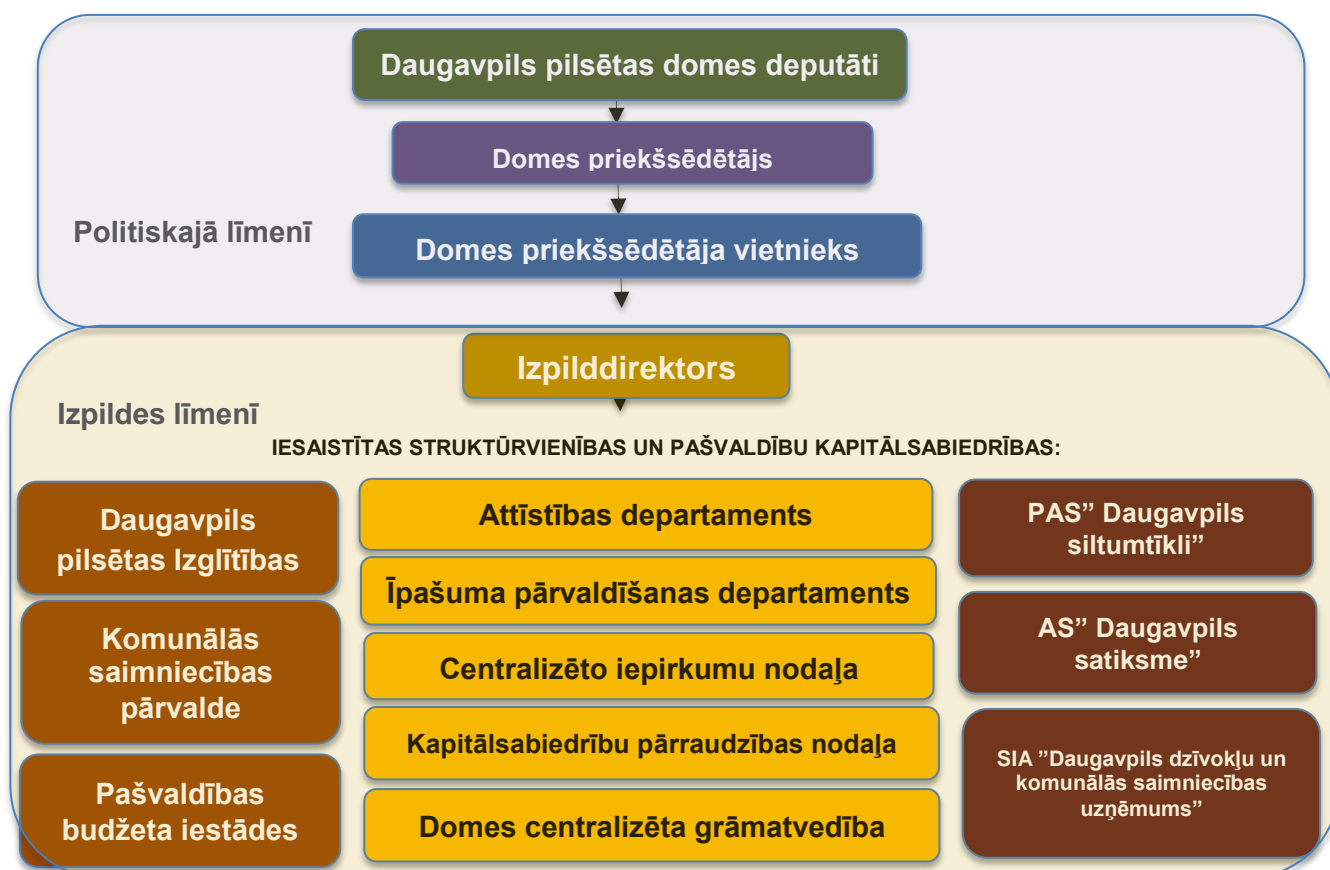 Daugavpils pilsētas domes deputāti
Domes priekšsēdētājs
Politiskajā līmenī
Domes priekšsēdētāja vietnieks
Izpilddirektors
Izpildes līmenī
IESAISTĪTAS STRUKTŪRVIENĪBAS UN PAŠVALDĪBU KAPITĀLSABIEDRĪBAS:
Daugavpils
pilsētas Izglītības
Komunālās
saimniecības
pārvalde
Pašvaldības
budžeta iestādes
Attīstības departaments
Īpašuma pārvaldīšanas departaments
Centralizēto iepirkumu nodaļa
Kapitālsabiedrību pārraudzības nodaļa
Domes centralizēta grāmatvedība
PAS” Daugavpils
siltumtīkli”
AS” Daugavpils
satiksme”
SIA ”Daugavpils dzīvokļu un
komunālās saimniecības
uzņēmums”